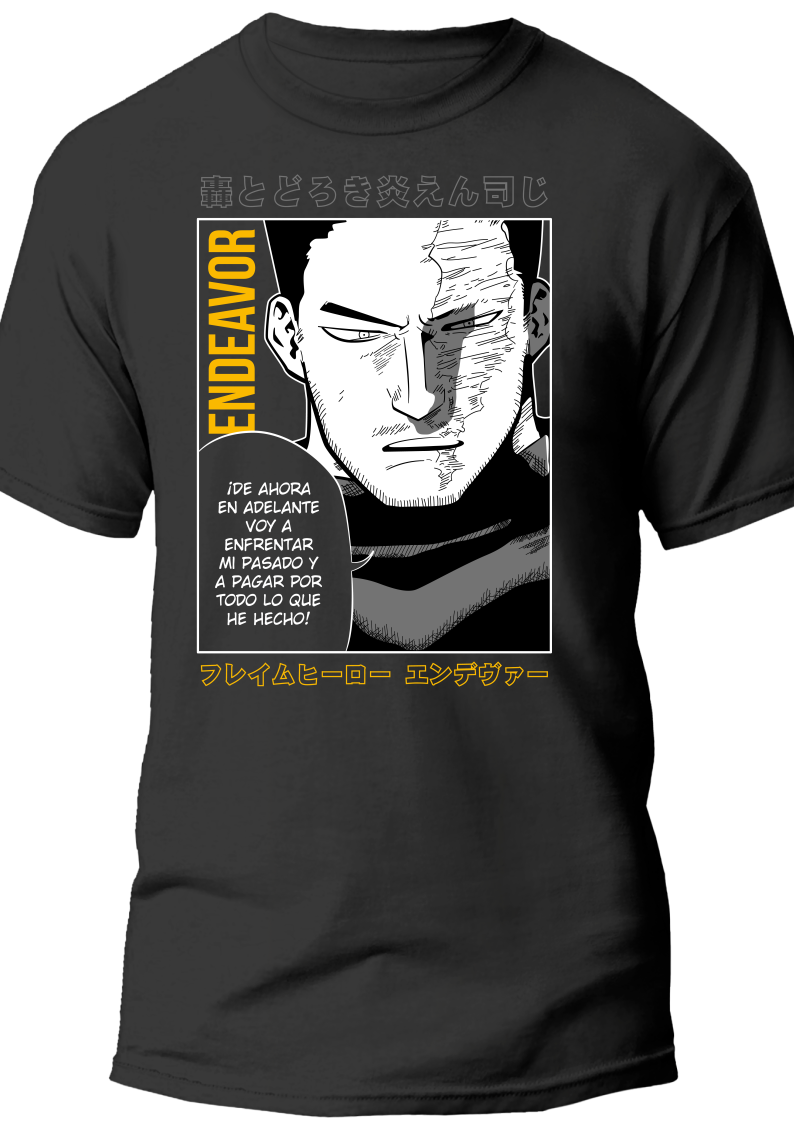 轟とどろき炎えん司じ
ENDEAVOR
¡DE AHORA
EN ADELANTE
VOY A
ENFRENTAR
MI PASADO Y
A PAGAR POR
TODO LO QUE
HE HECHO!
フレイムヒーロー エンデヴァー